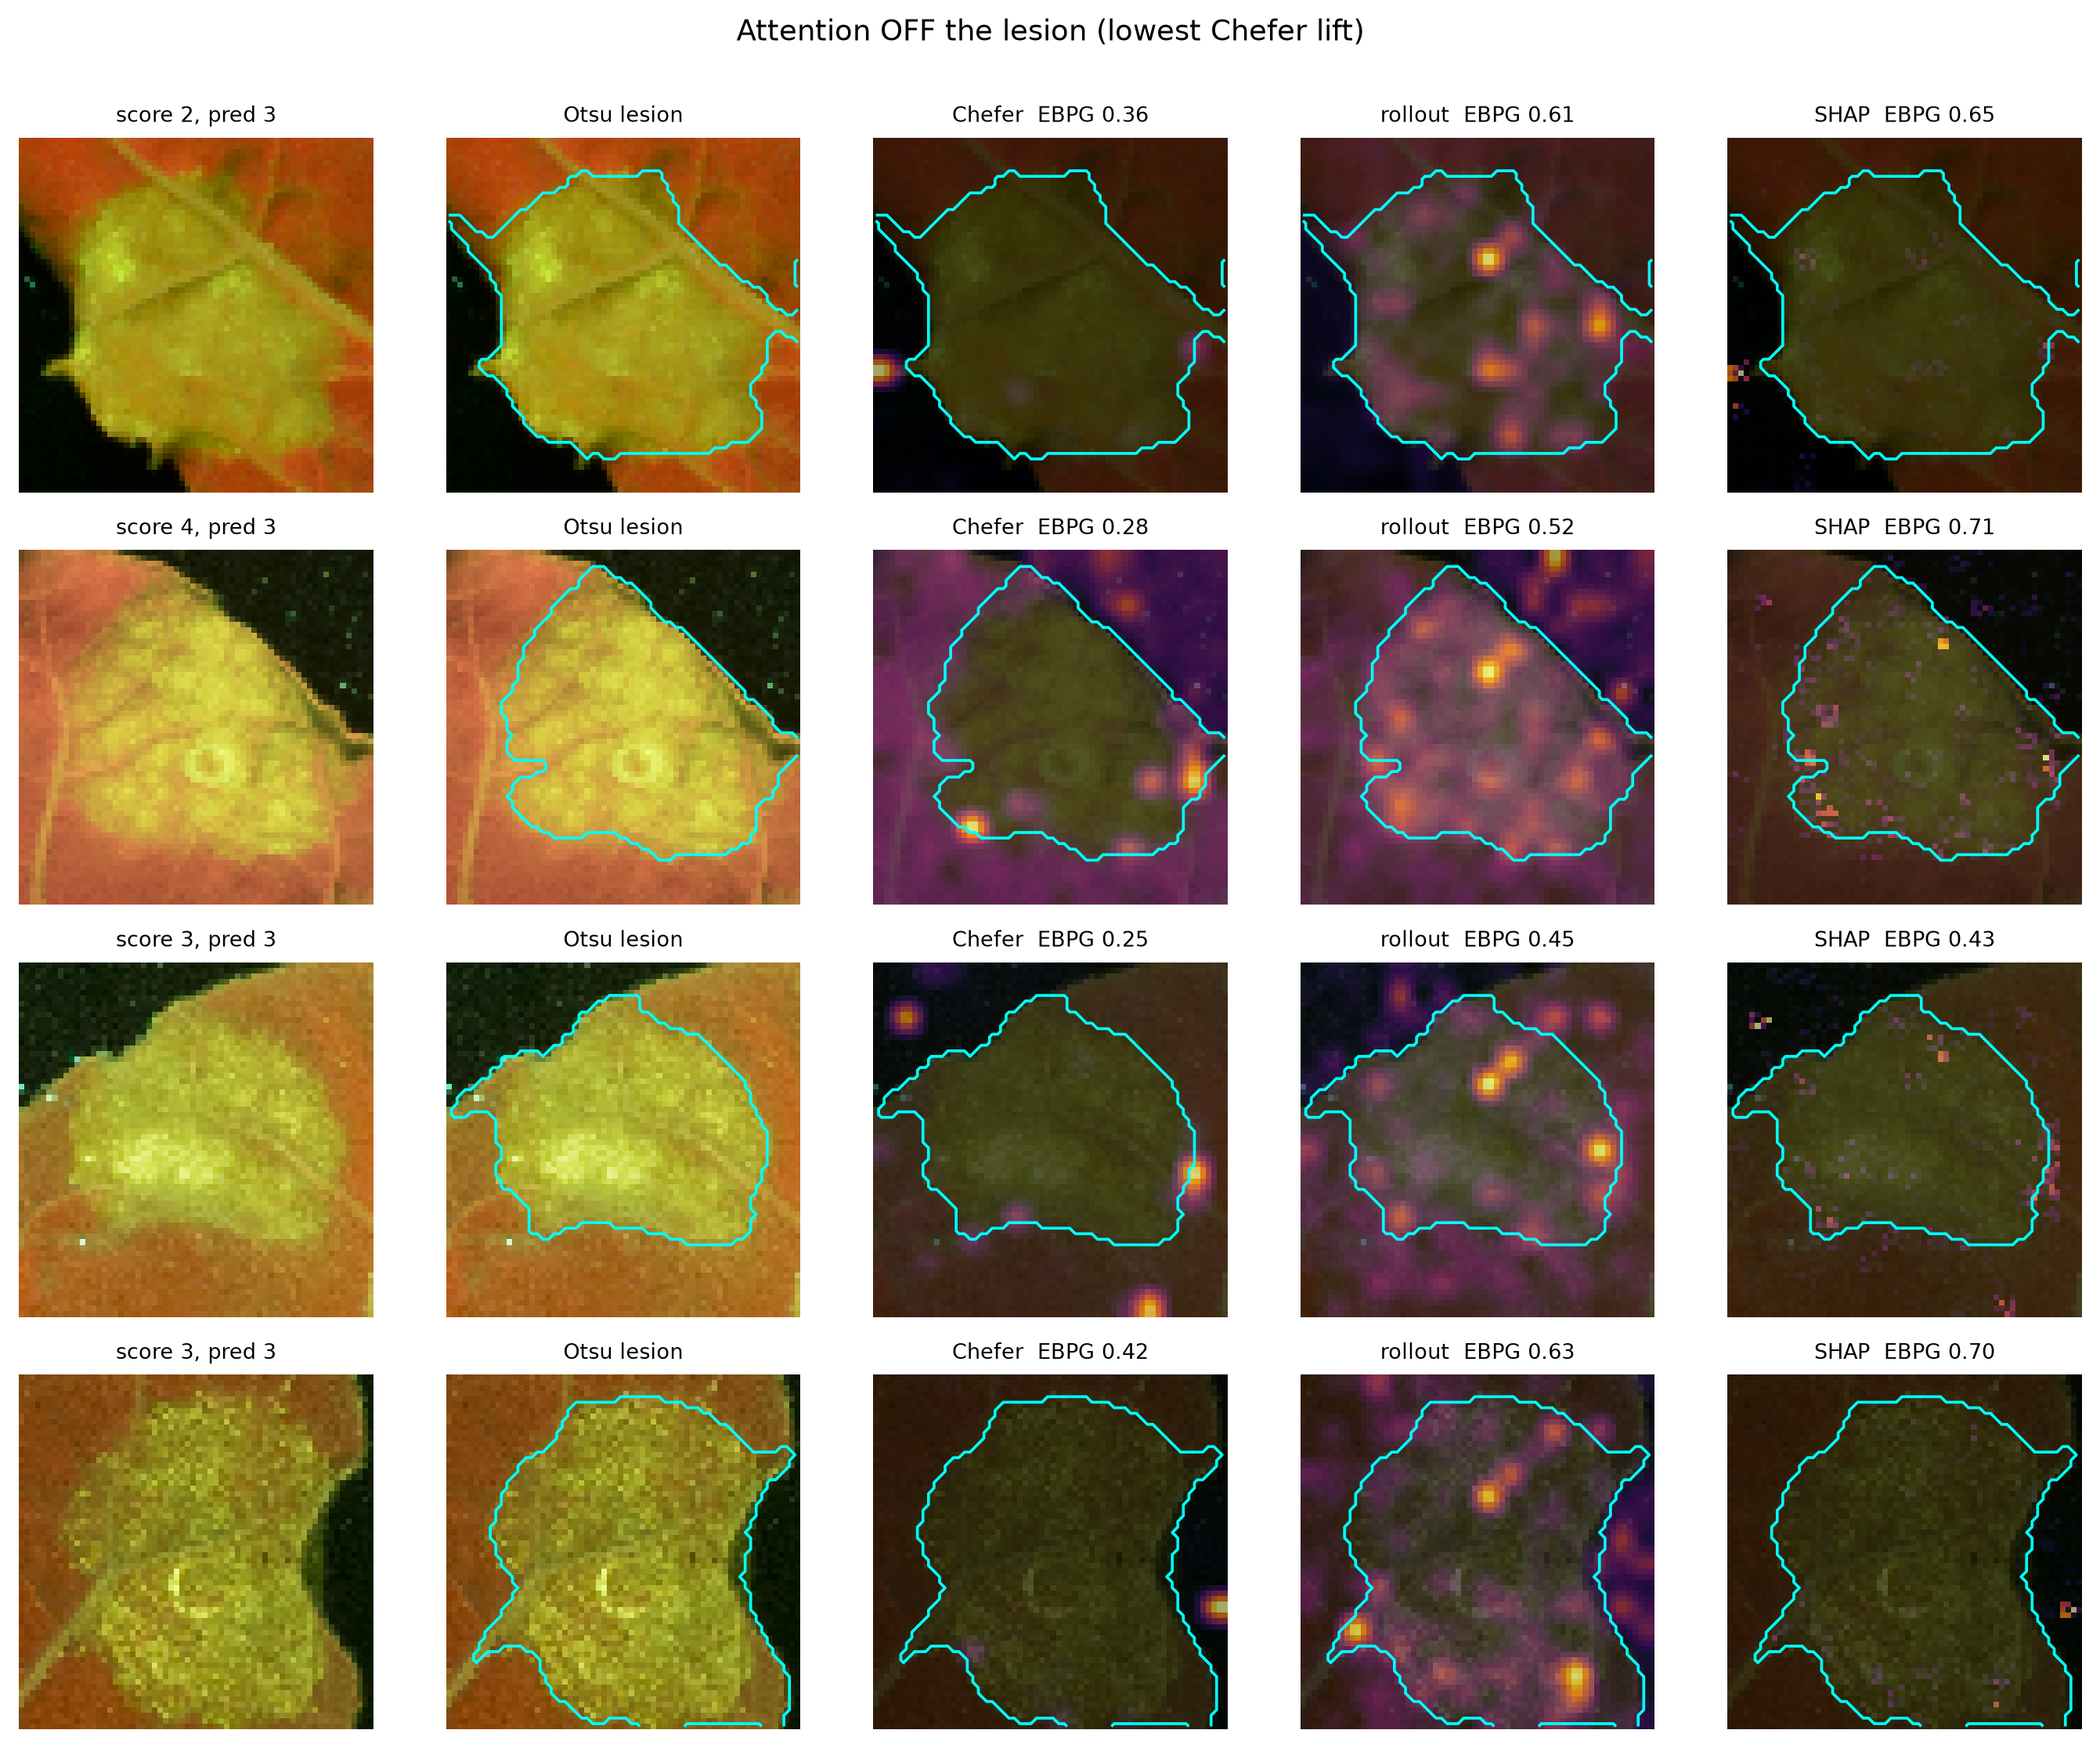 Attention OFF the lesion (lowest Chefer lift)
score 2, pred 3
Otsu lesion
Chefer  EBPG 0.36
rollout  EBPG 0.61
SHAP  EBPG 0.65
score 4, pred 3
Otsu lesion
Chefer  EBPG 0.28
rollout  EBPG 0.52
SHAP  EBPG 0.71
score 3, pred 3
Otsu lesion
Chefer  EBPG 0.25
rollout  EBPG 0.45
SHAP  EBPG 0.43
score 3, pred 3
Otsu lesion
Chefer  EBPG 0.42
rollout  EBPG 0.63
SHAP  EBPG 0.70